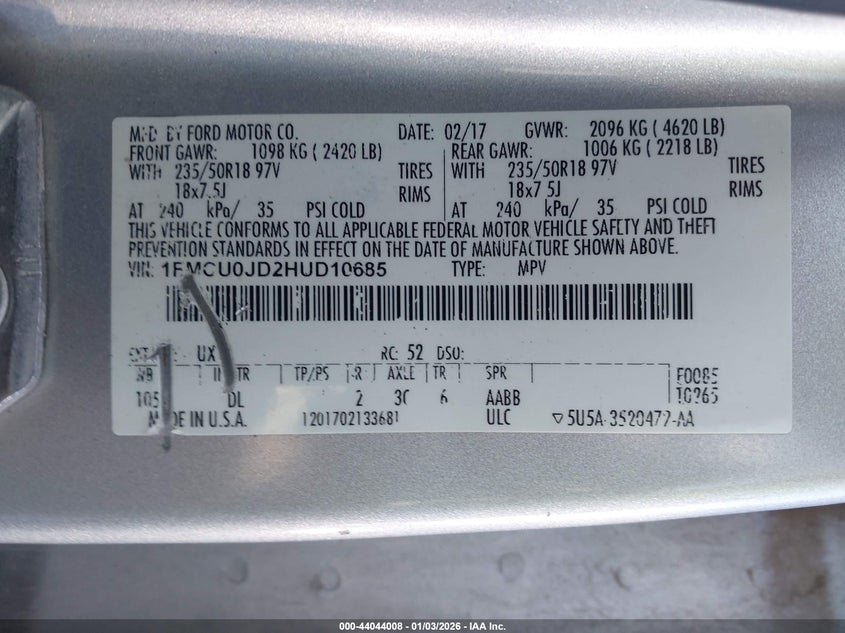 MFD. BY FORD MOTOR CO. DATE: 02/17 GVWR: 2096 KG ( 4620 LB)
FRONT GAWR: 1098 KG ( 2420 LB) REAR GAWR: 1006 KG ( 2218 LB)
WITH 235/50R18 97V TIRES WITH 235/50R18 97V TIRES
18x7.5J RIMS 18x7.5J RIMS
AT 240 kPa/ 35 PSI COLD AT 240 kPa/ 35 PSI COLD
THIS VEHICLE CONFORMS TO ALL APPLICABLE FEDERAL MOTOR VEHICLE SAFETY AND THEFT
PREVENTION STANDARDS IN EFFECT ON THE DATE OF MANUFACTURE SHOWN ABOVE.
VIN: 1FMCU0JD2HUD10685 TYPE: MPV
UX RC: 52 DSO:
WB TR TP/PS R AXLE TR SPR F0085
DL 2 3C 6 AABB T0265
MADE IN U.S.A. 1201702133681 ULC ▽5U5A-3520472-AA
000-44044008 - 01/03/2026 - IAA Inc.